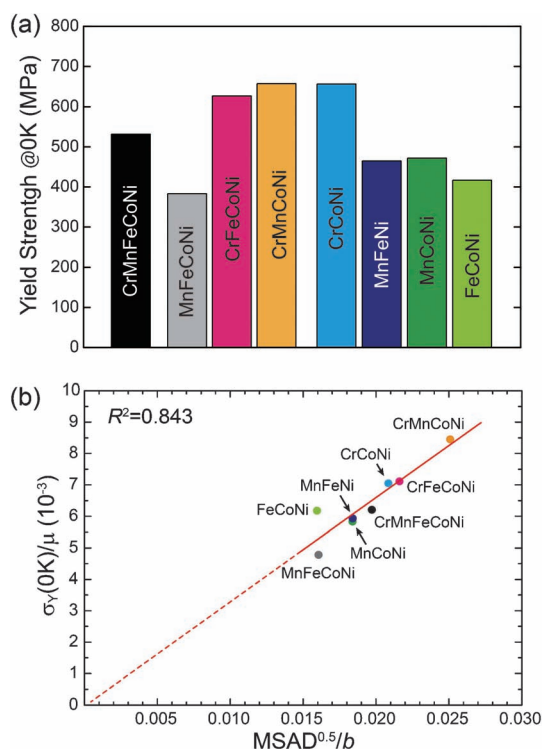 (a)
Yield Strentgh @0K (MPa)
800
700
600
500
400
300
200
100
0
CrMnFeCoNi
MnFeCoNi
CrFeCoNi
CrMnCoNi
CrCoNi
MnFeNi
MnCoNi
FeCoNi
(b)
R²=0.843
σY(0K)/μ (10⁻³)
10
9
8
7
6
5
4
3
2
1
0
CrMnCoNi
CrCoNi
MnFeNi
CrFeCoNi
FeCoNi
CrMnFeCoNi
MnCoNi
MnFeCoNi
0.005 0.010 0.015 0.020 0.025 0.030
MSAD⁰·⁵/b